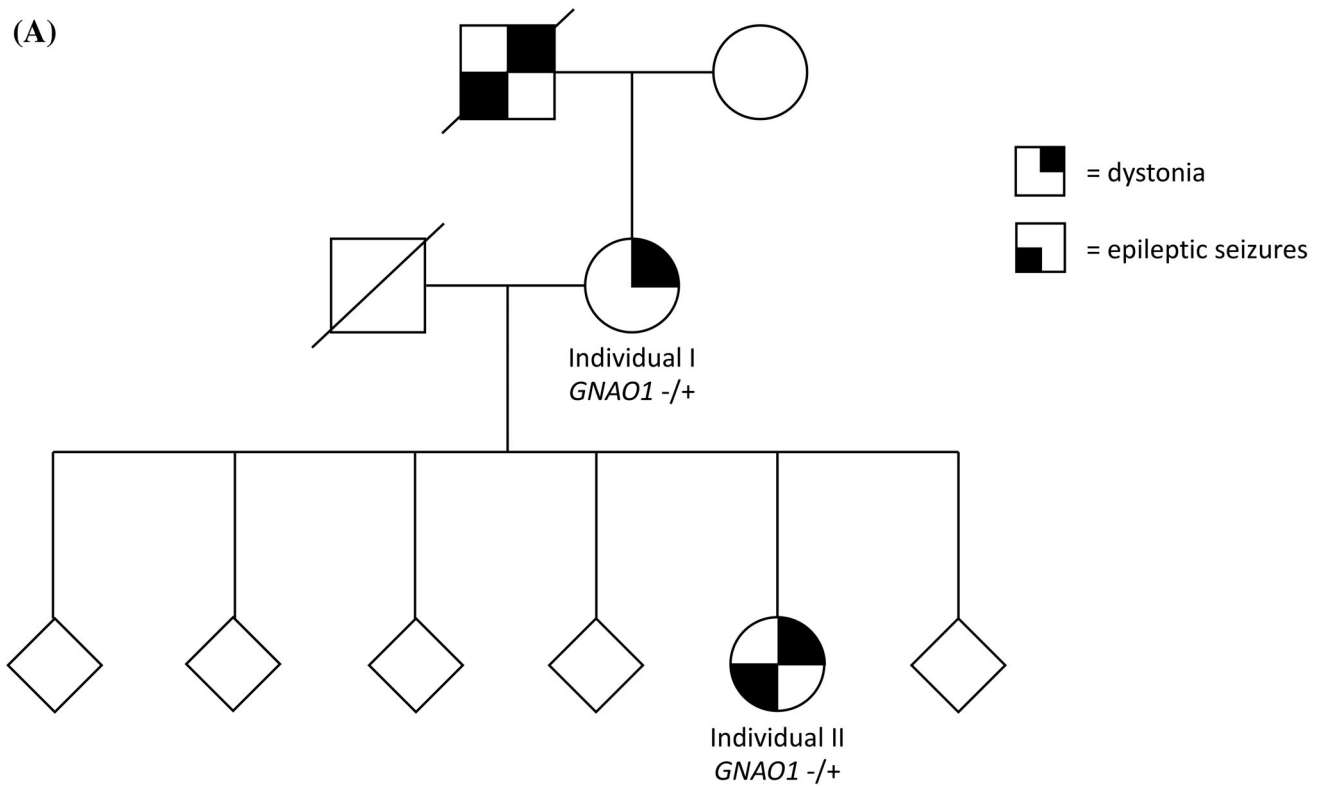 (A)
= dystonia
= epileptic seizures
Individual I
GNAO1 -/+
Individual II
GNAO1 -/+